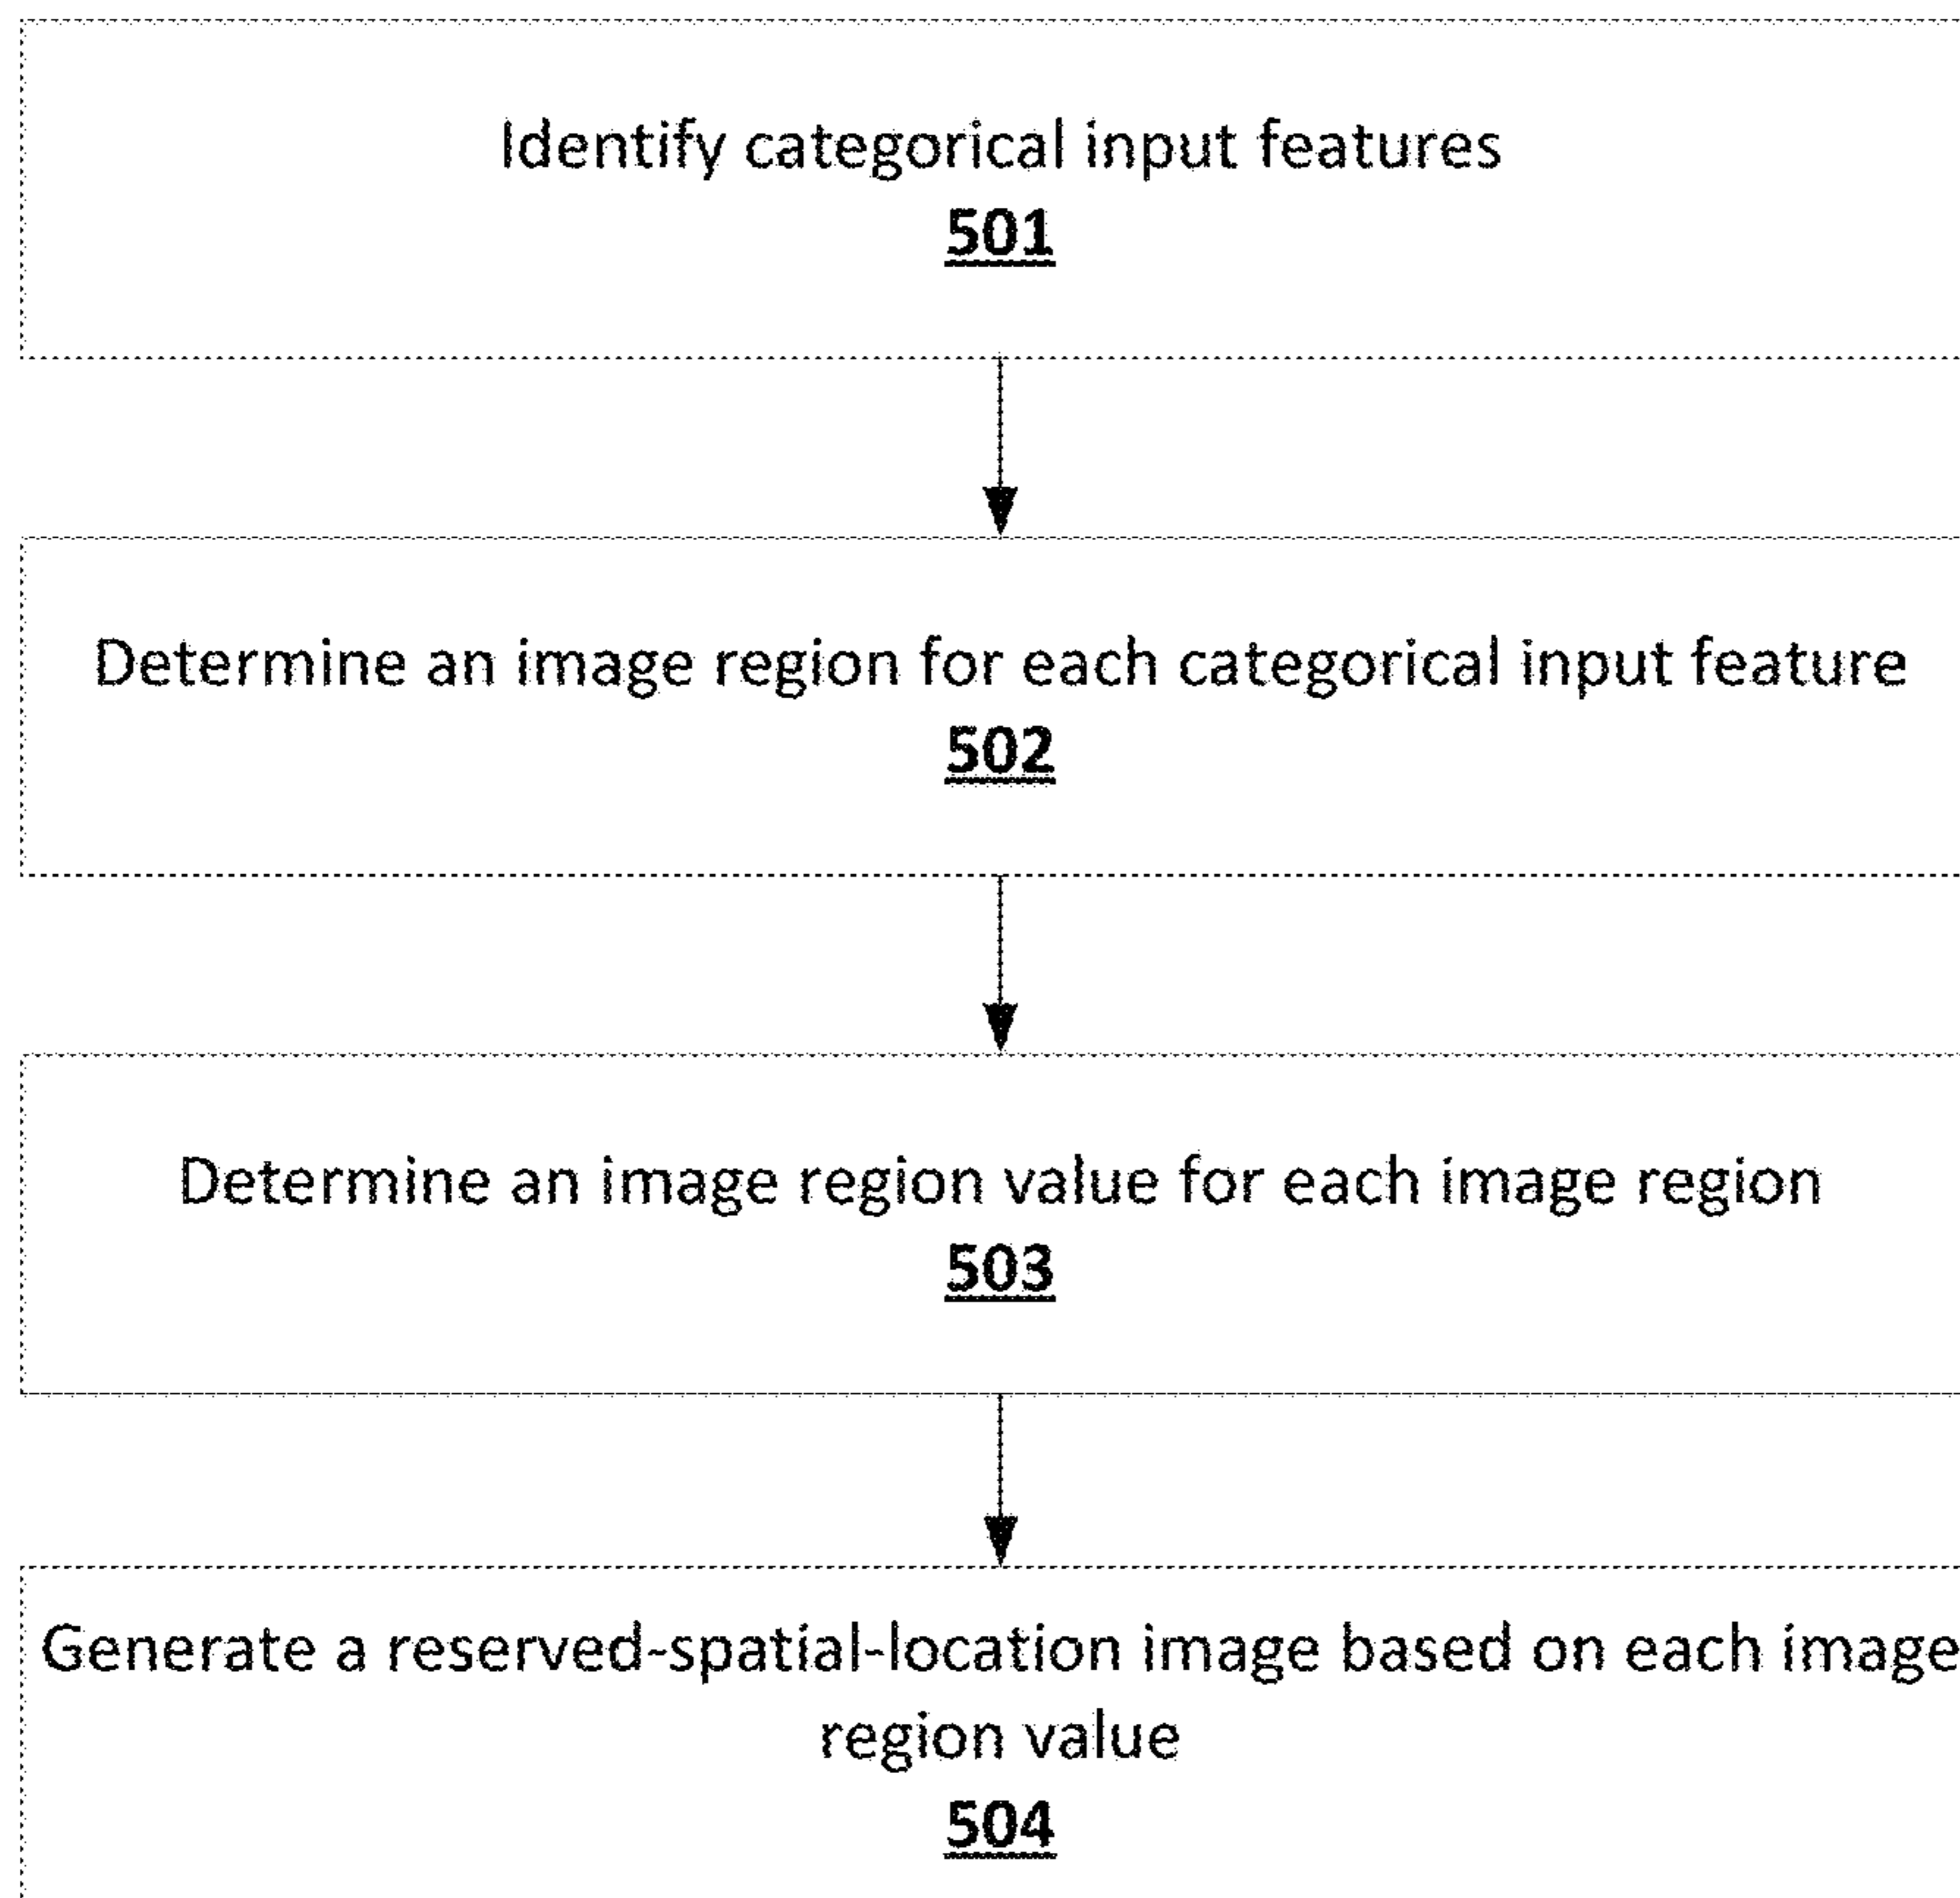 Identify categorical input features
501
Determine an image region for each categorical input feature
502
Determine an image region value for each image region
503
Generate a reserved-spatial-location image based on each image
region value
504